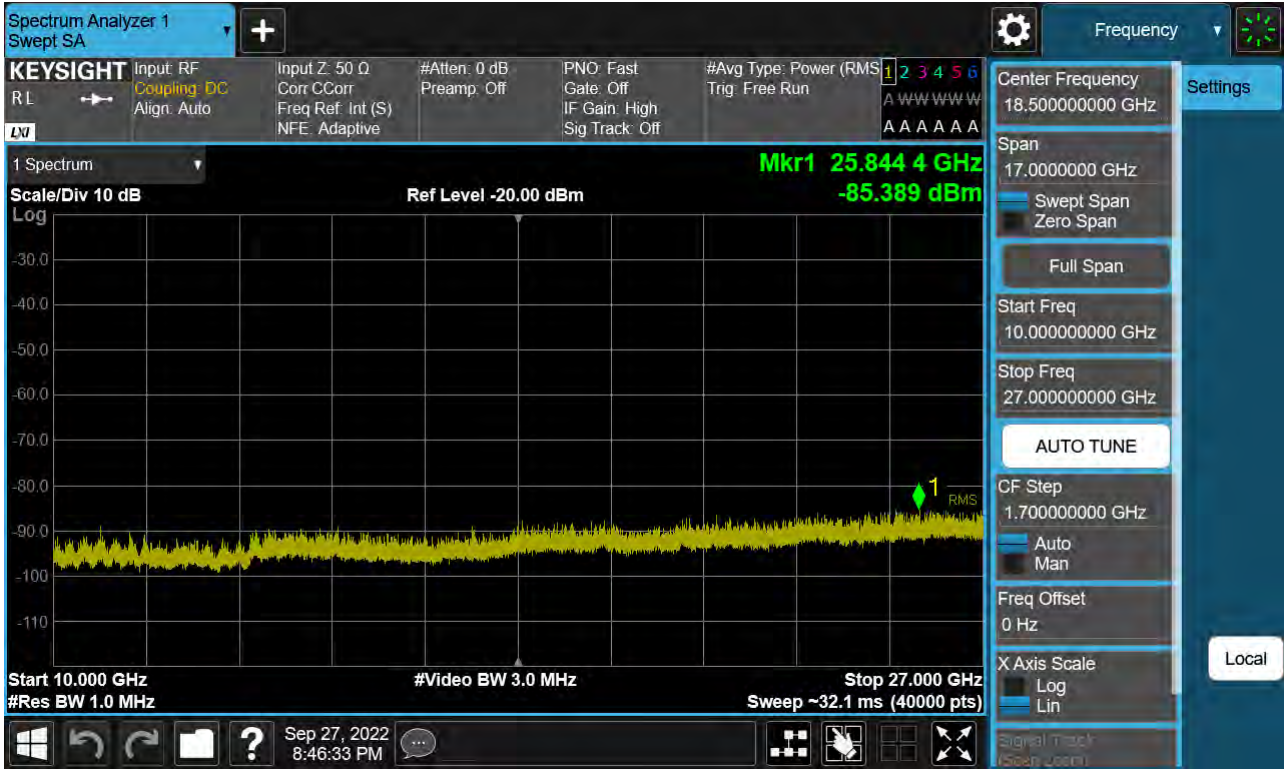 Spectrum Analyzer 1
Swept SA
+
Frequency
KEYSIGHT
RL
LXI
Input: RF
Coupling: DC
Align: Auto
Input Z: 50 Ω
Corr CCorr
Freq Ref: Int (S)
NFE: Adaptive
#Atten: 0 dB
Preamp: Off
PNO: Fast
Gate: Off
IF Gain: High
Sig Track: Off
#Avg Type: Power (RMS
Trig: Free Run
1 2 3 4 5 6
A W W W W W
A A A A A A
1 Spectrum
Scale/Div 10 dB
Log
Ref Level -20.00 dBm
Mkr1 25.844 4 GHz
-85.389 dBm
-30.0
-40.0
-50.0
-60.0
-70.0
-80.0
-90.0
-100
-110
1
RMS
Start 10.000 GHz
#Res BW 1.0 MHz
#Video BW 3.0 MHz
Stop 27.000 GHz
Sweep ~32.1 ms (40000 pts)
Center Frequency
18.500000000 GHz
Span
17.0000000 GHz
Swept Span
Zero Span
Full Span
Start Freq
10.000000000 GHz
Stop Freq
27.000000000 GHz
AUTO TUNE
CF Step
1.700000000 GHz
Auto
Man
Freq Offset
0 Hz
X Axis Scale
Log
Lin
Signal Track
(Span Zoom)
Settings
Local
?
Sep 27, 2022
8:46:33 PM